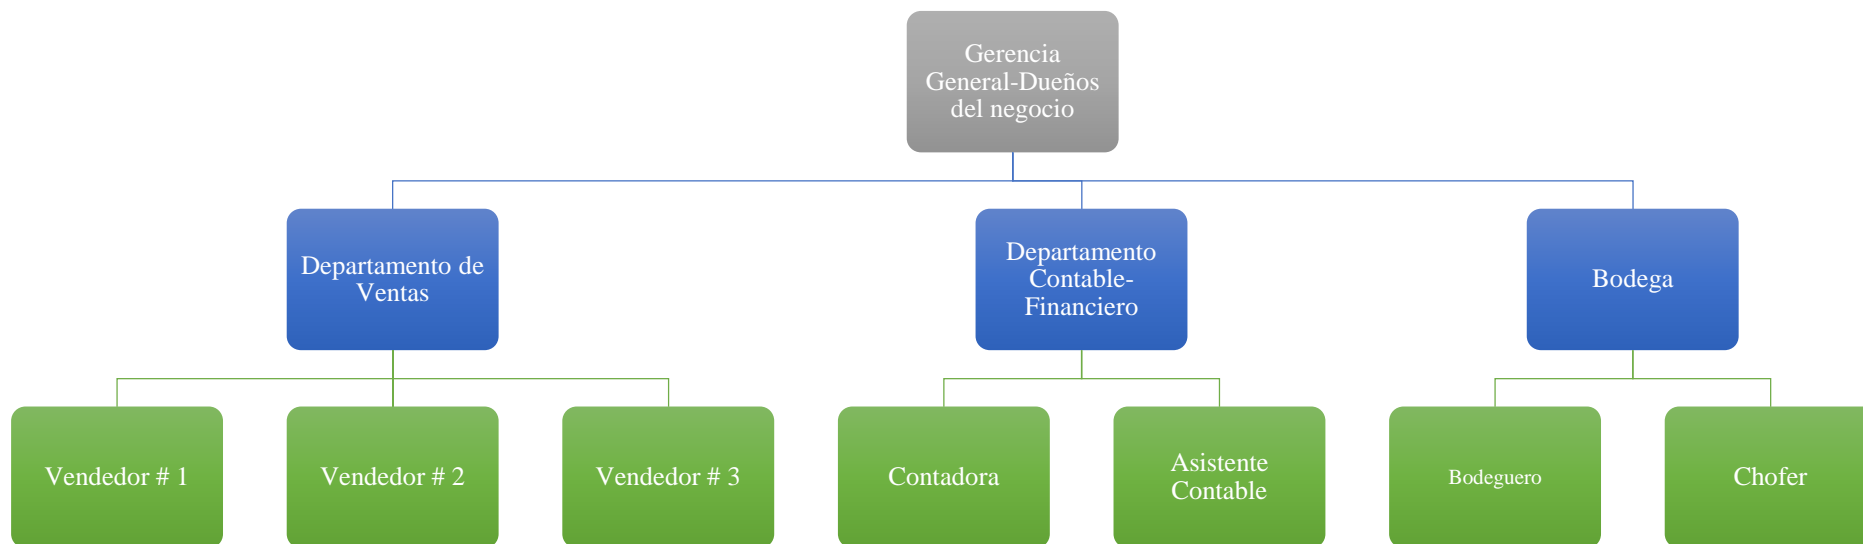 Gerencia
General-Dueños
del negocio
Departamento de
Ventas
Departamento
Contable-
Financiero
Bodega
Vendedor # 1
Vendedor # 2
Vendedor # 3
Contadora
Asistente
Contable
Bodeguero
Chofer